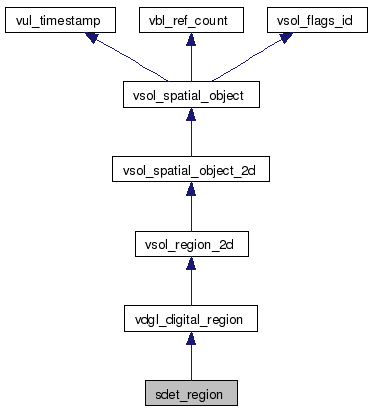 vul_timestamp vbl_ref_count vsol_flags_id
vsol_spatial_object
vsol_spatial_object_2d
vsol_region_2d
vdgl_digital_region
sdet_region